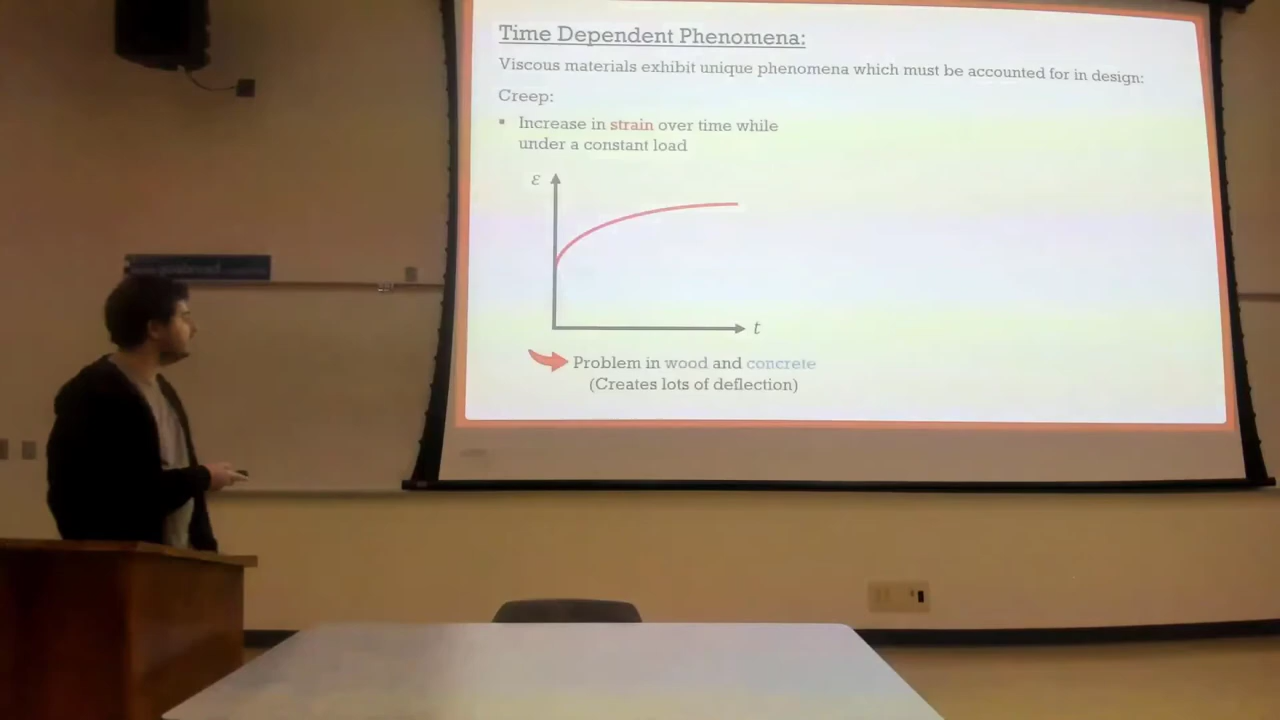 Time Dependent Phenomena:
Viscous materials exhibit unique phenomena which must be accounted for in design:
Creep:
▪ Increase in strain over time while
under a constant load
ε
t
Problem in wood and concrete
(Creates lots of deflection)